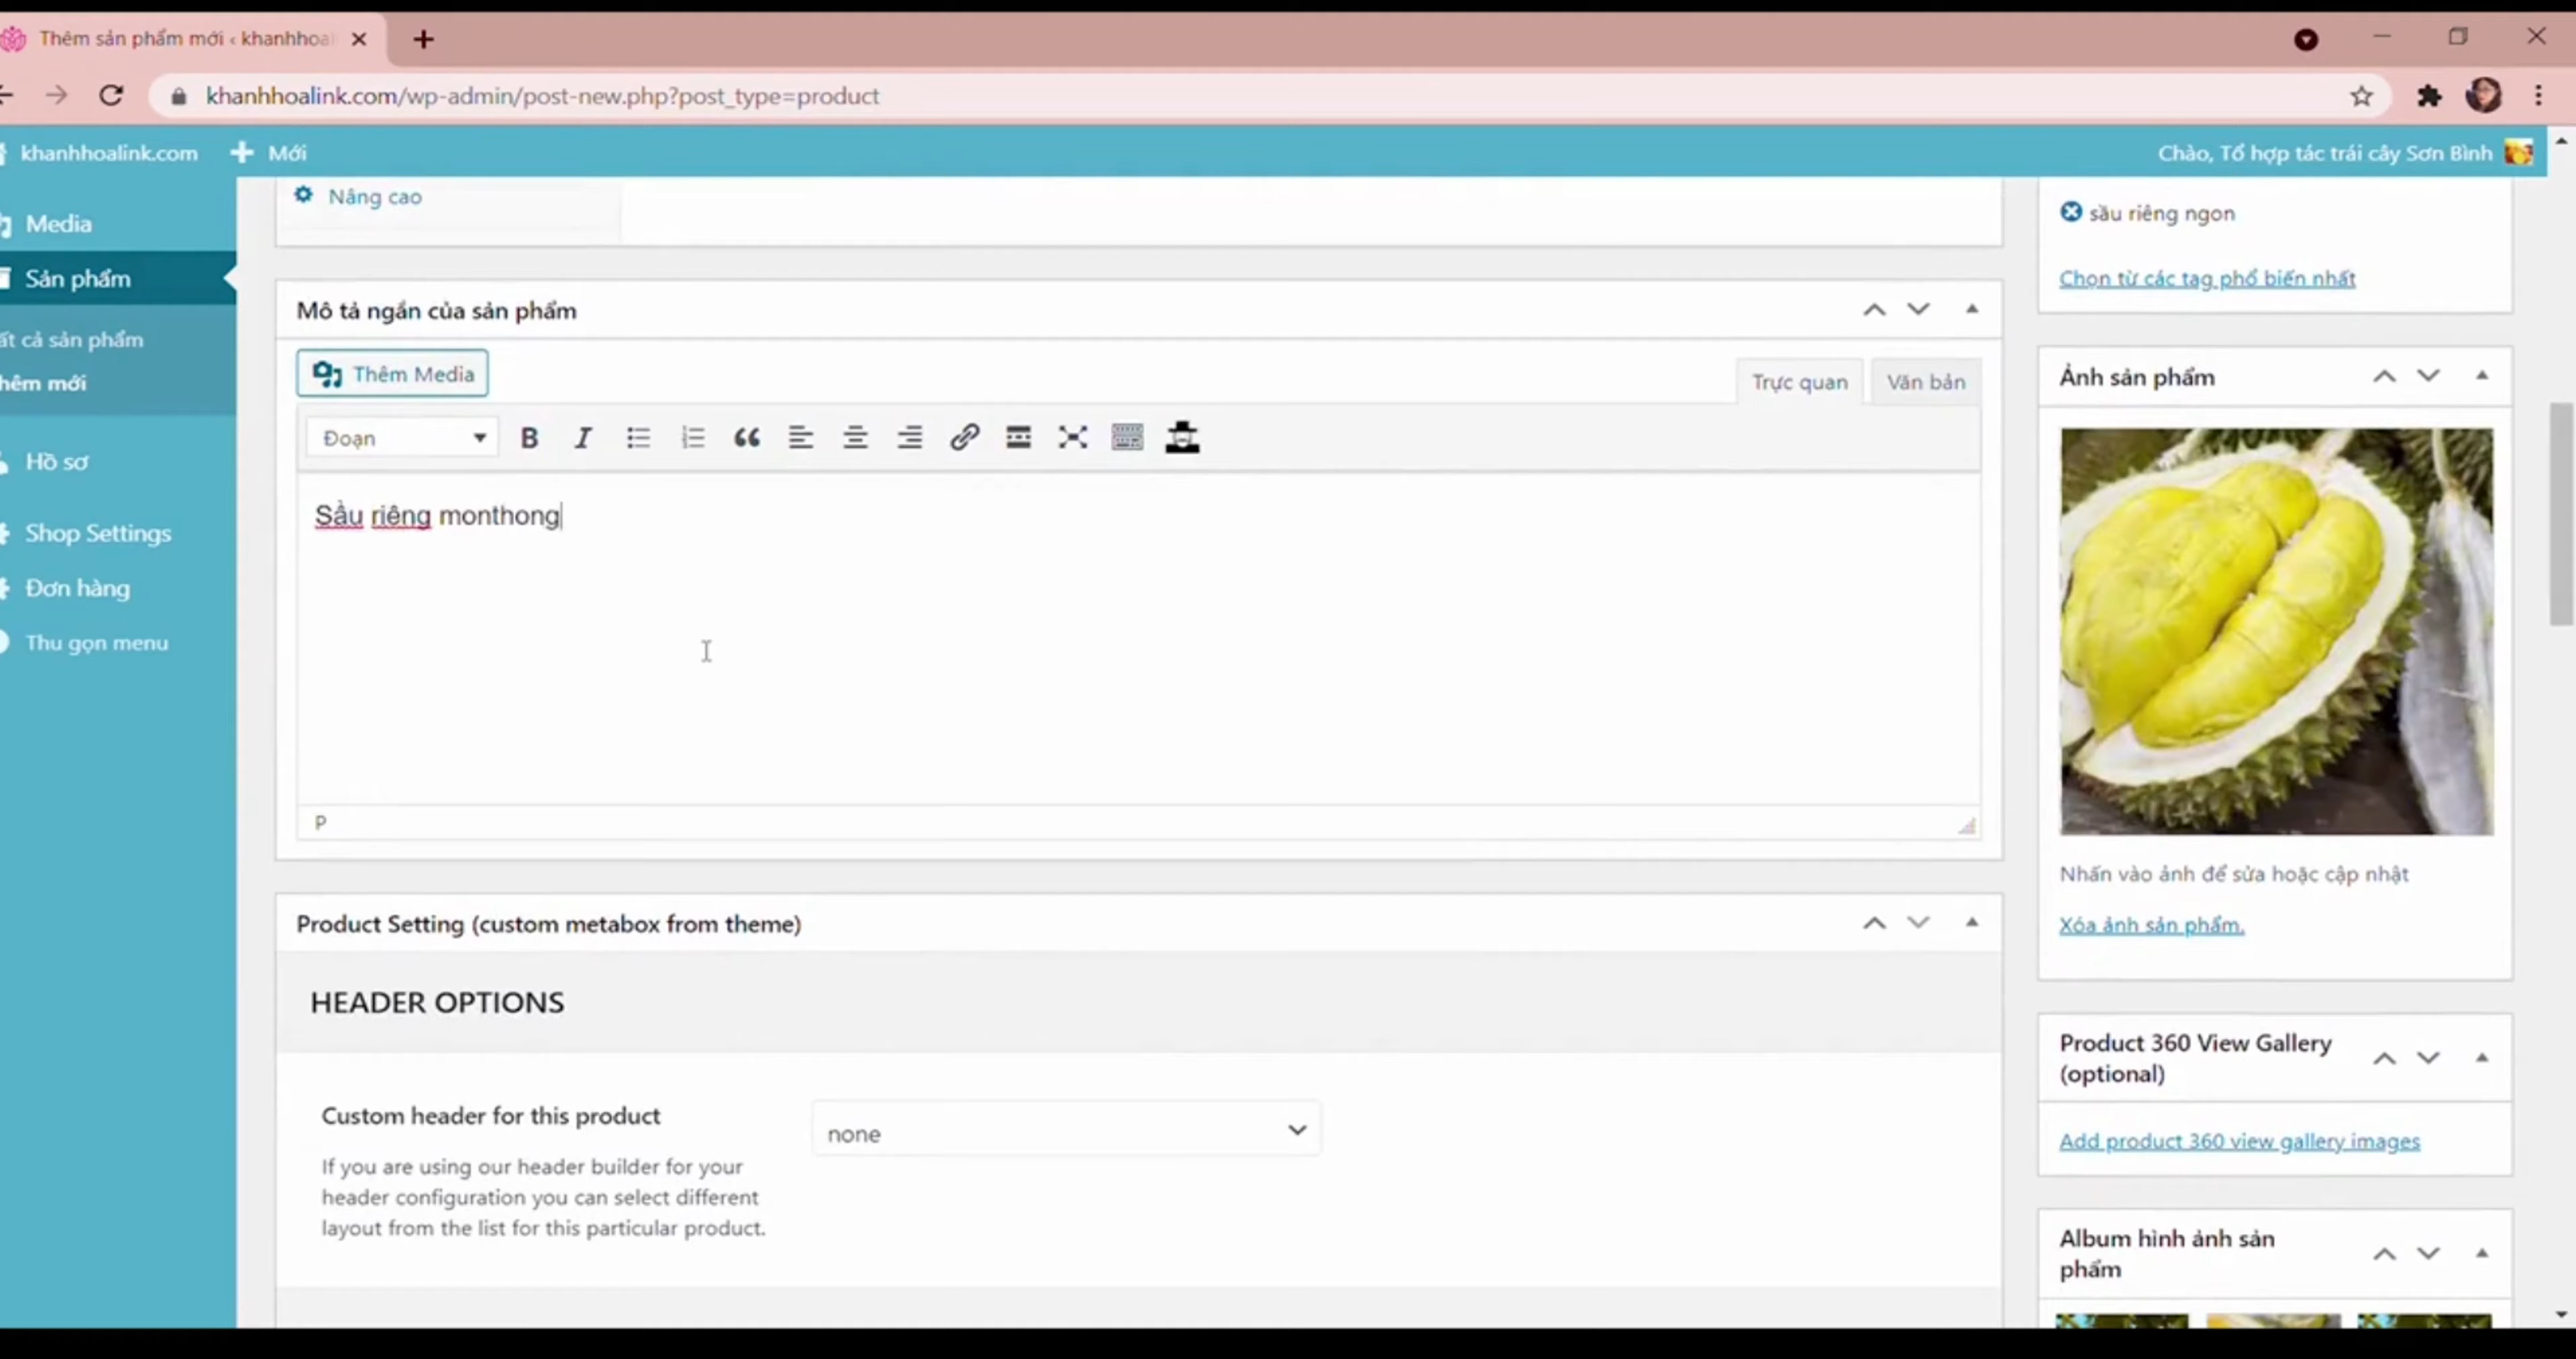 Thêm sản phẩm mới ‹ khanhhoal
khanhhoalink.com/wp-admin/post-new.php?post_type=product
khanhhoalink.com
Mới
Chào, Tổ hợp tác trái cây Sơn Bình
Media
Sản phẩm
ất cả sản phẩm
hêm mới
Hồ sơ
Shop Settings
Đơn hàng
Thu gọn menu
Nâng cao
Mô tả ngắn của sản phẩm
Thêm Media
Trực quan
Văn bản
Đoạn
Sầu riêng monthong
P
Product Setting (custom metabox from theme)
HEADER OPTIONS
Custom header for this product
none
If you are using our header builder for your
header configuration you can select different
layout from the list for this particular product.
sầu riêng ngon
Chọn từ các tag phổ biến nhất
Ảnh sản phẩm
Nhấn vào ảnh để sửa hoặc cập nhật
Xóa ảnh sản phẩm.
Product 360 View Gallery
(optional)
Add product 360 view gallery images
Album hình ảnh sản
phẩm